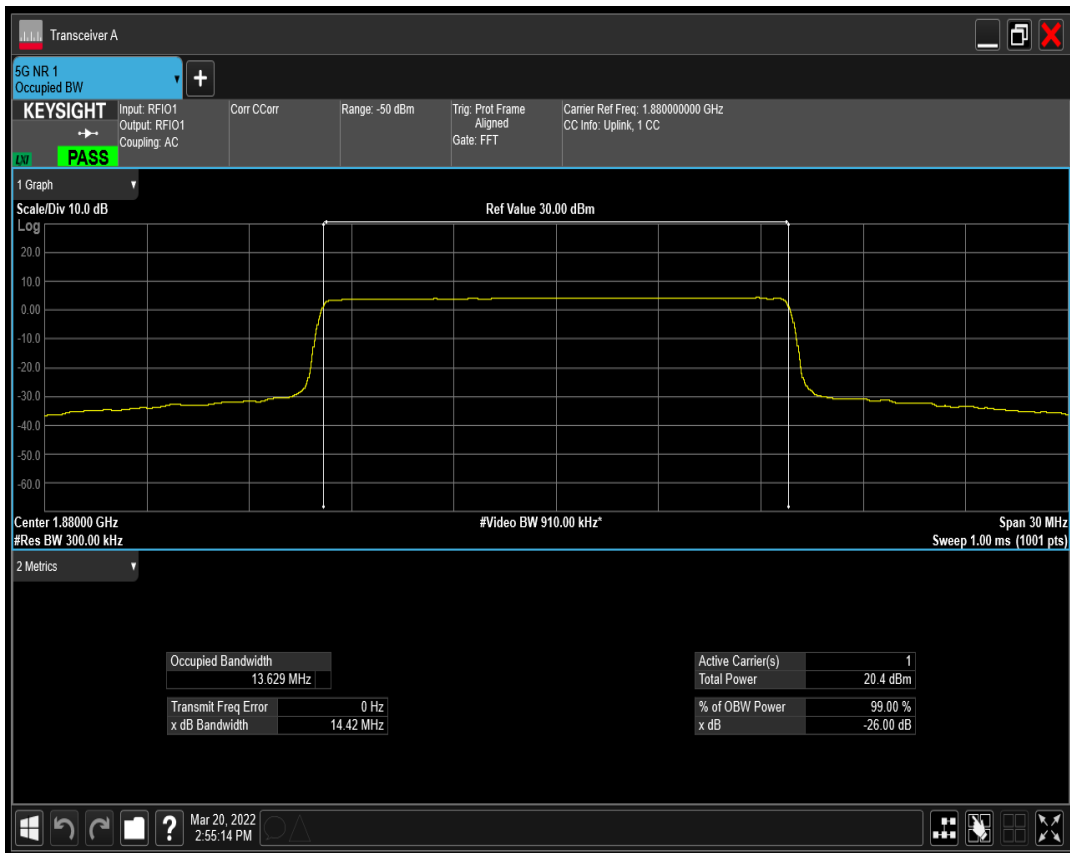 Transceiver A
5G NR 1
Occupied BW
KEYSIGHT
LXI
PASS
Input: RFIO1
Output: RFIO1
Coupling: AC
Corr CCorr
Range: -50 dBm
Trig: Prot Frame
Aligned
Gate: FFT
Carrier Ref Freq: 1.880000000 GHz
CC Info: Uplink, 1 CC
1 Graph
Scale/Div 10.0 dB
Ref Value 30.00 dBm
Log
20.0
10.0
0.00
-10.0
-20.0
-30.0
-40.0
-50.0
-60.0
Center 1.88000 GHz
#Video BW 910.00 kHz*
Span 30 MHz
#Res BW 300.00 kHz
Sweep 1.00 ms (1001 pts)
2 Metrics
Occupied Bandwidth
13.629 MHz
Transmit Freq Error 0 Hz
x dB Bandwidth 14.42 MHz
Active Carrier(s) 1
Total Power 20.4 dBm
% of OBW Power 99.00 %
x dB -26.00 dB
?
Mar 20, 2022
2:55:14 PM